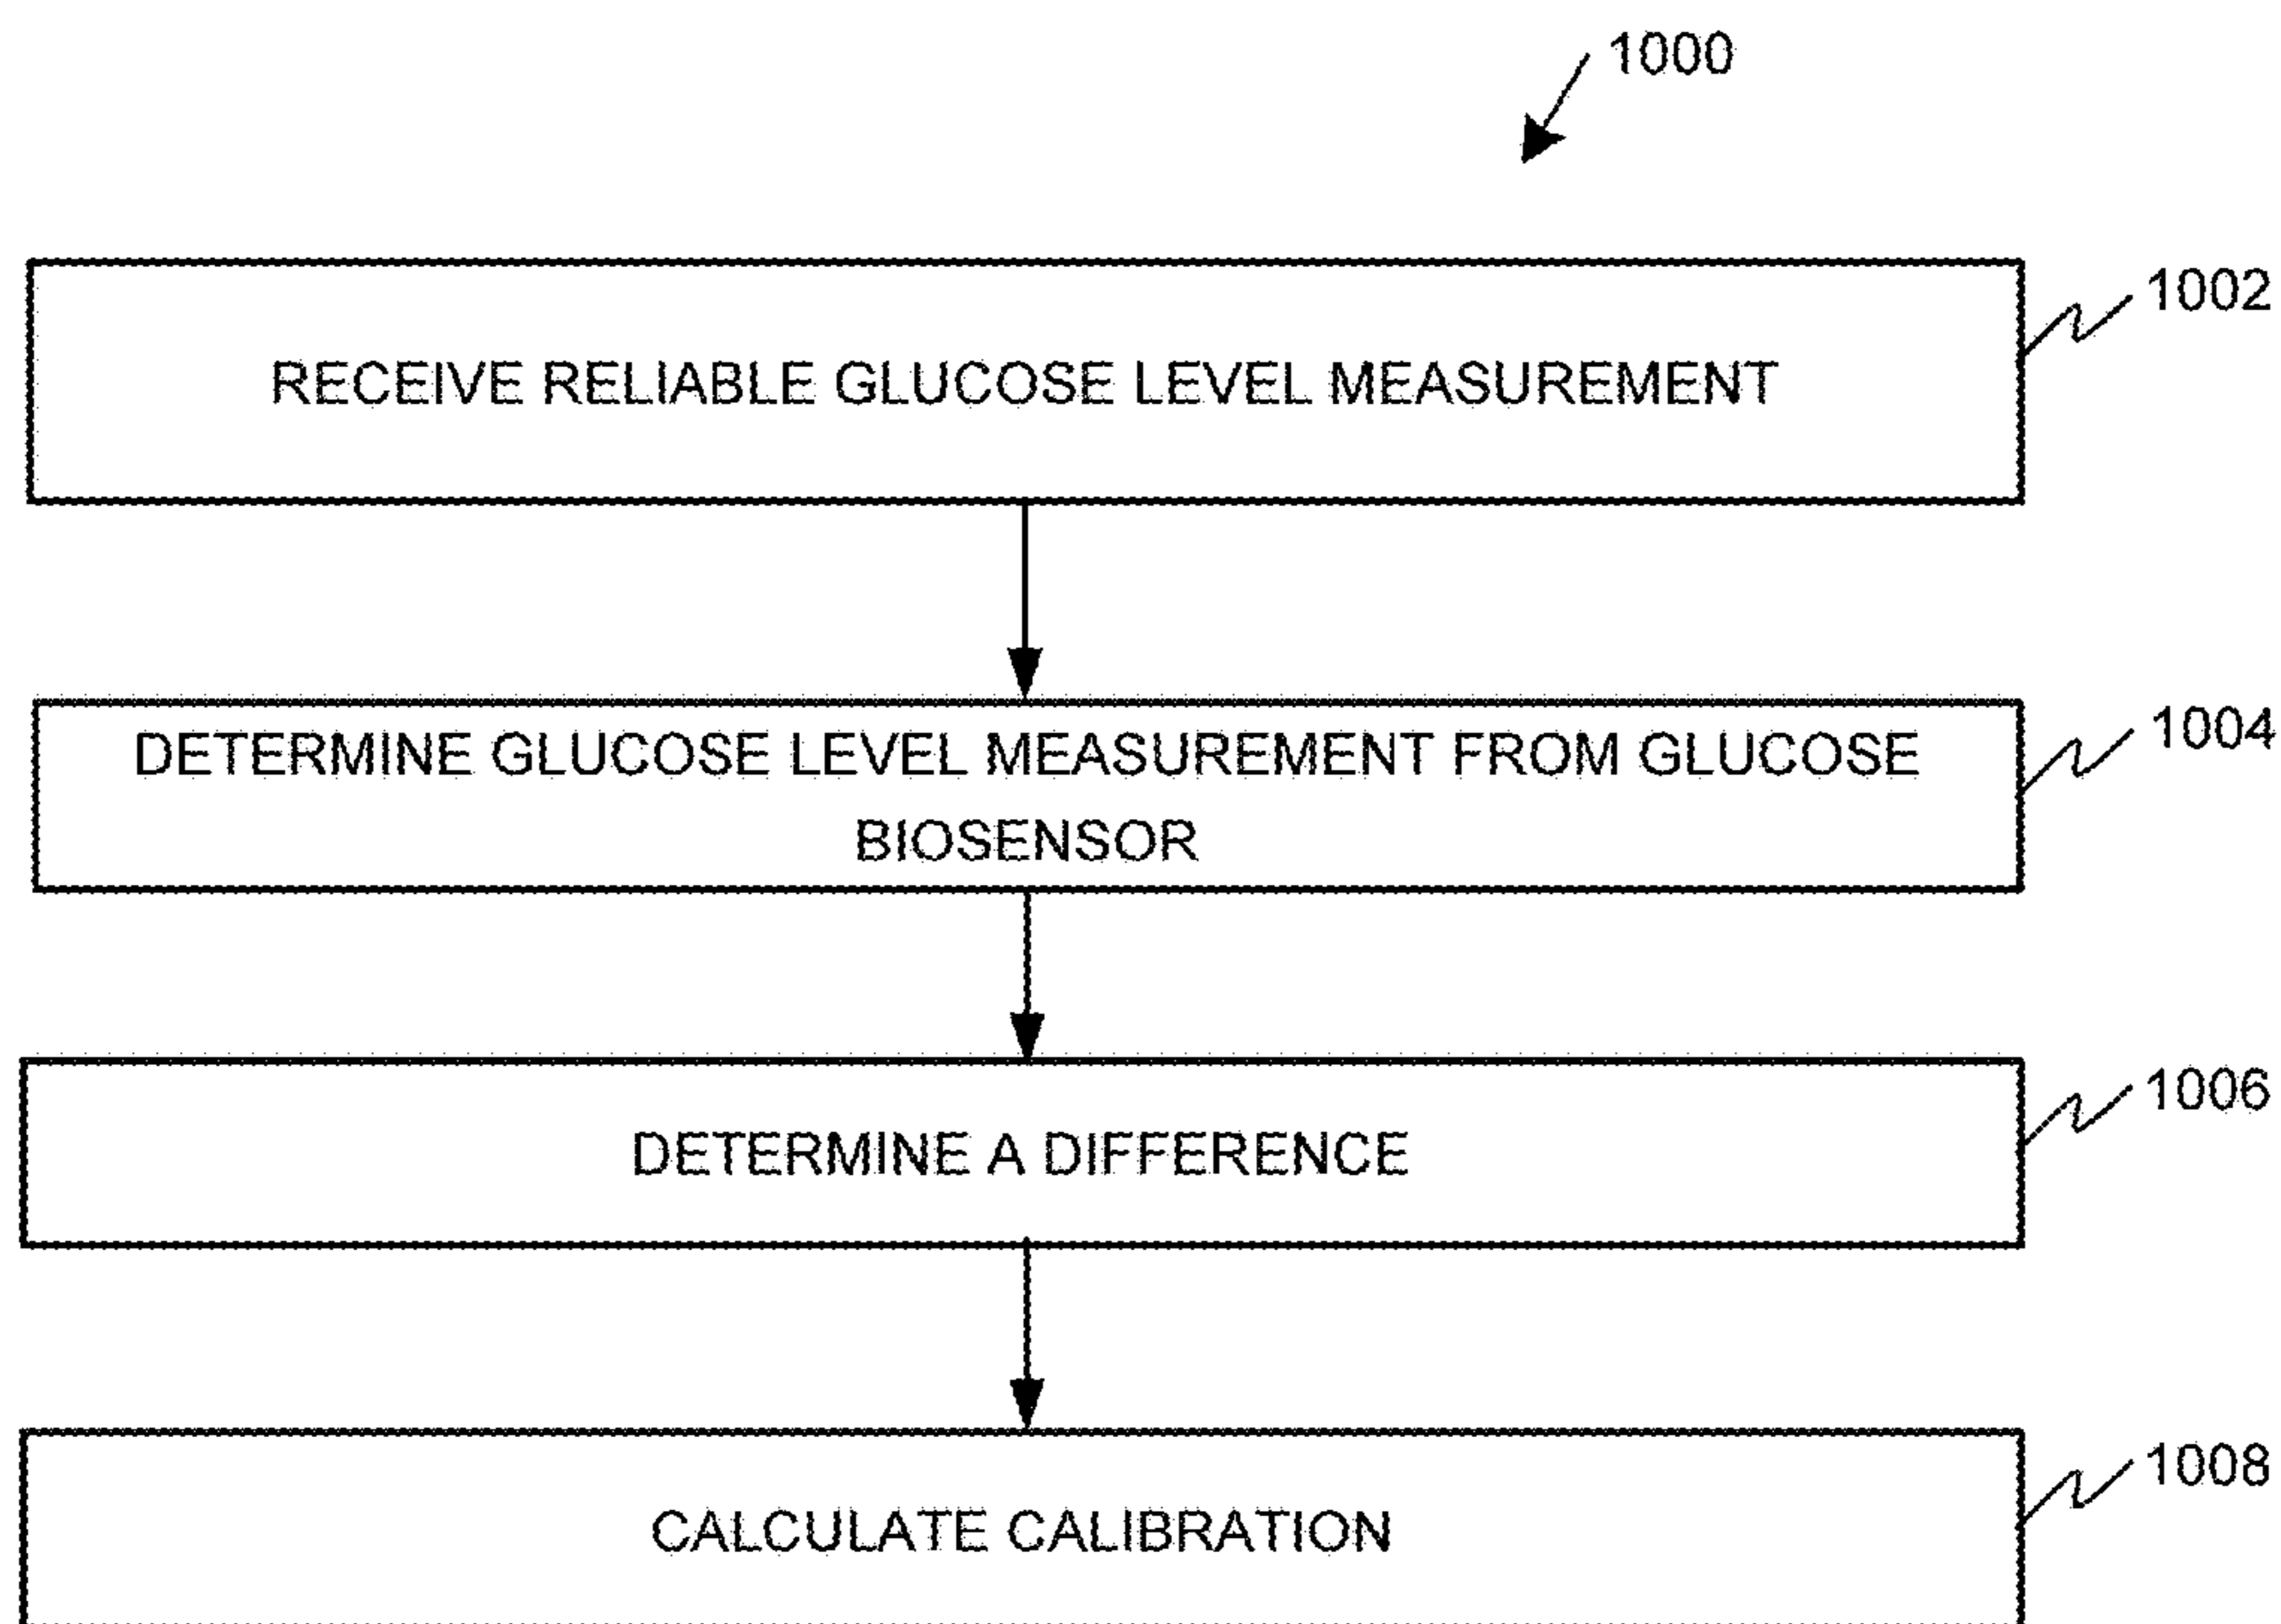 1000
1002
RECEIVE RELIABLE GLUCOSE LEVEL MEASUREMENT
1004
DETERMINE GLUCOSE LEVEL MEASUREMENT FROM GLUCOSE
BIOSENSOR
1006
DETERMINE A DIFFERENCE
1008
CALCULATE CALIBRATION